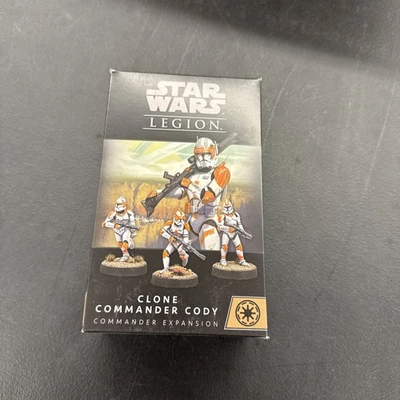 STAR
WARS
LEGION
CLONE
COMMANDER CODY
COMMANDER EXPANSION